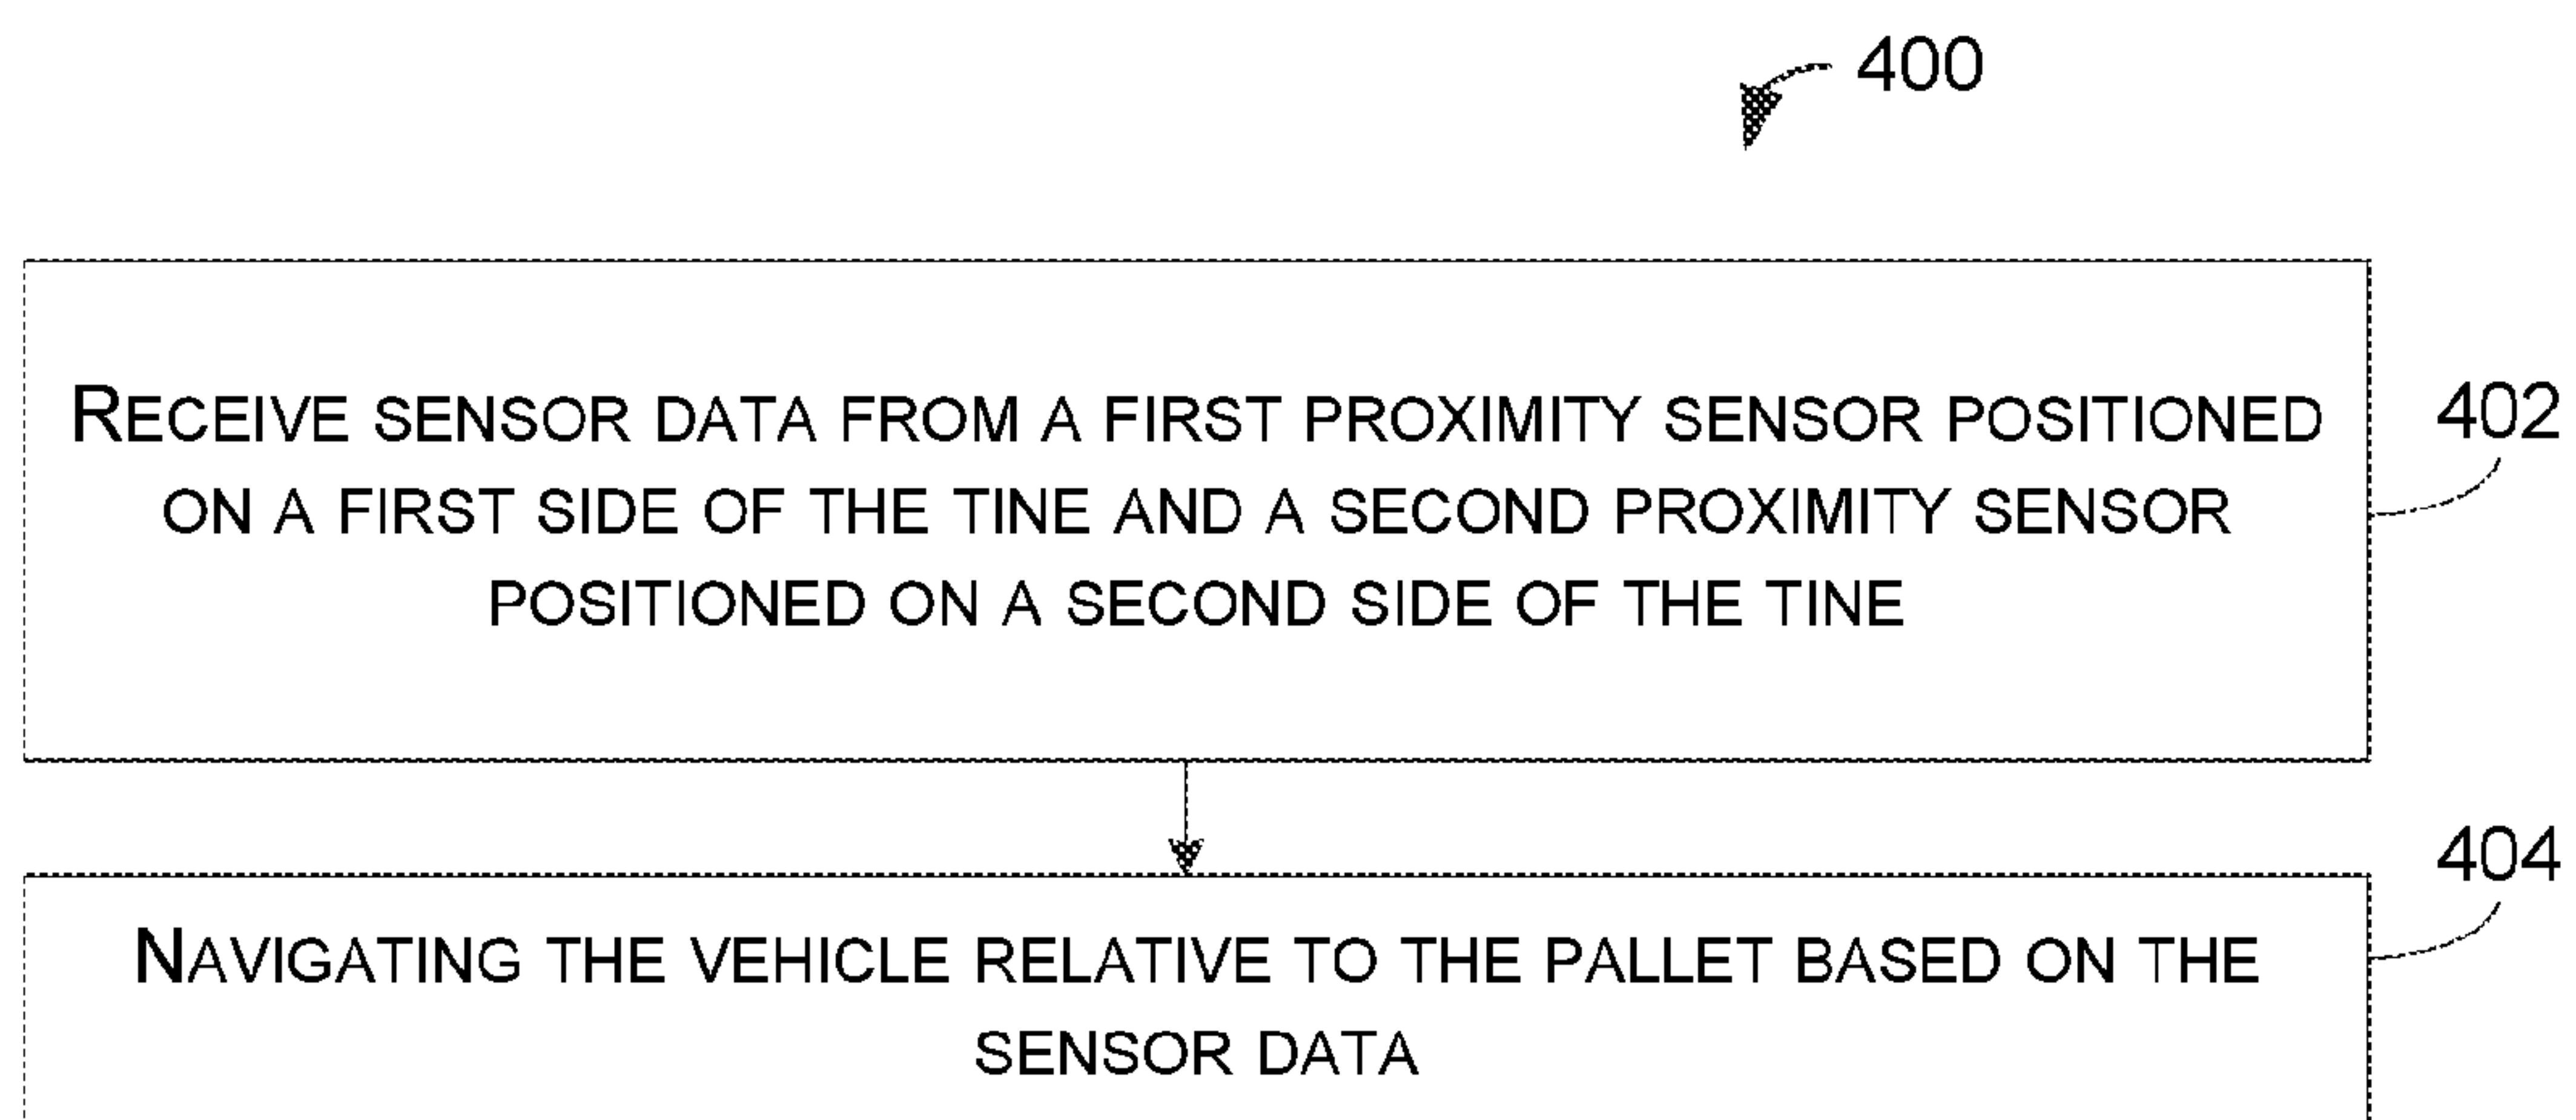 400
RECEIVE SENSOR DATA FROM A FIRST PROXIMITY SENSOR POSITIONED
ON A FIRST SIDE OF THE TINE AND A SECOND PROXIMITY SENSOR
POSITIONED ON A SECOND SIDE OF THE TINE
402
404
NAVIGATING THE VEHICLE RELATIVE TO THE PALLET BASED ON THE
SENSOR DATA